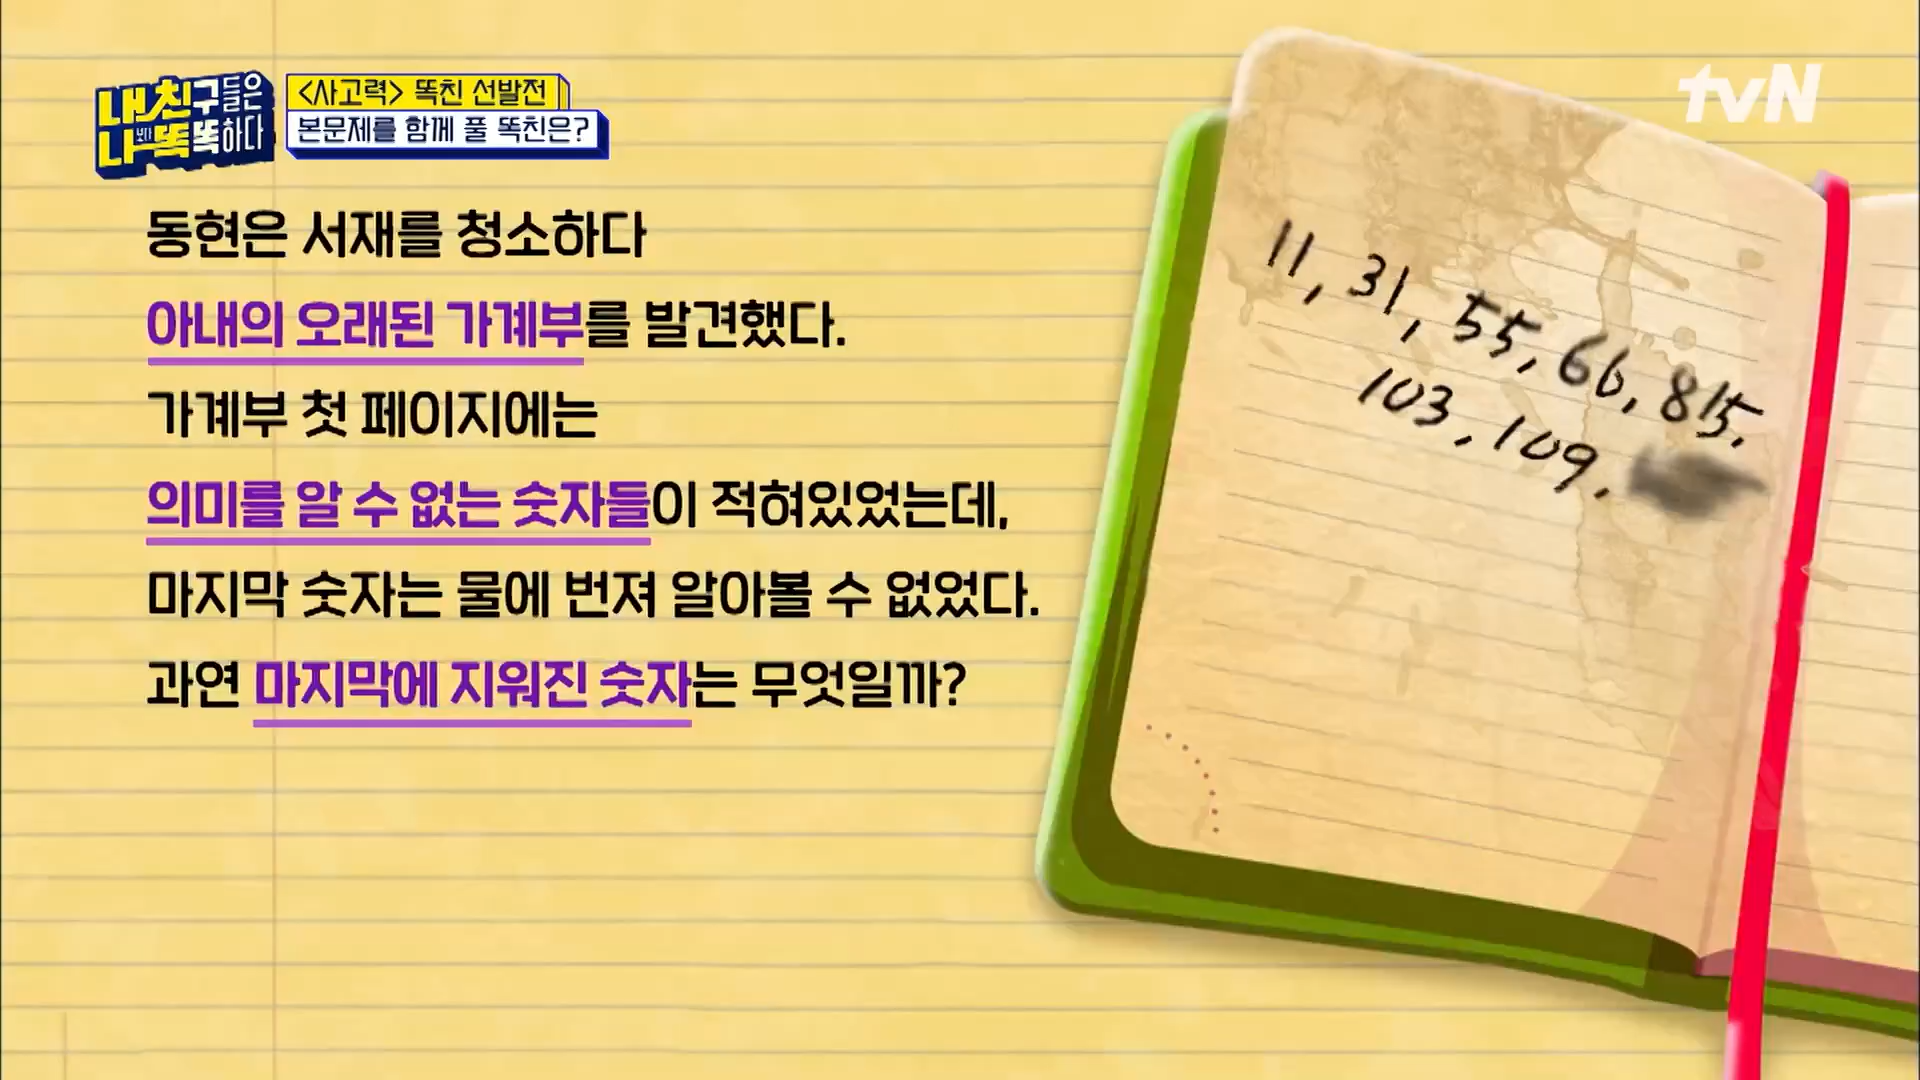 내 친구들은
나보다 똑똑하다
<사고력> 똑친 선발전
본문제를 함께 풀 똑친은?
tvN
동현은 서재를 청소하다
아내의 오래된 가계부를 발견했다.
가계부 첫 페이지에는
의미를 알 수 없는 숫자들이 적혀있었는데,
마지막 숫자는 물에 번져 알아볼 수 없었다.
과연 마지막에 지워진 숫자는 무엇일까?
11, 31, 55, 66, 815,
103, 109,